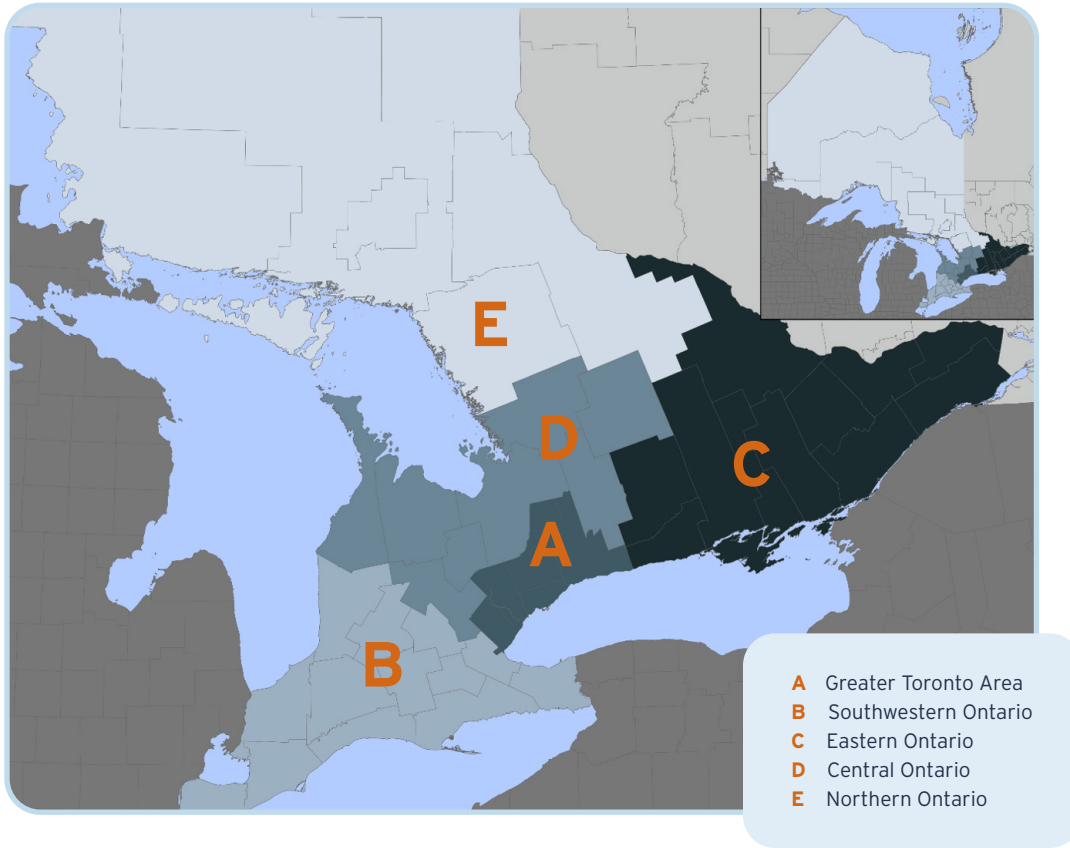 E
D
C
A
B
A Greater Toronto Area
B Southwestern Ontario
C Eastern Ontario
D Central Ontario
E Northern Ontario